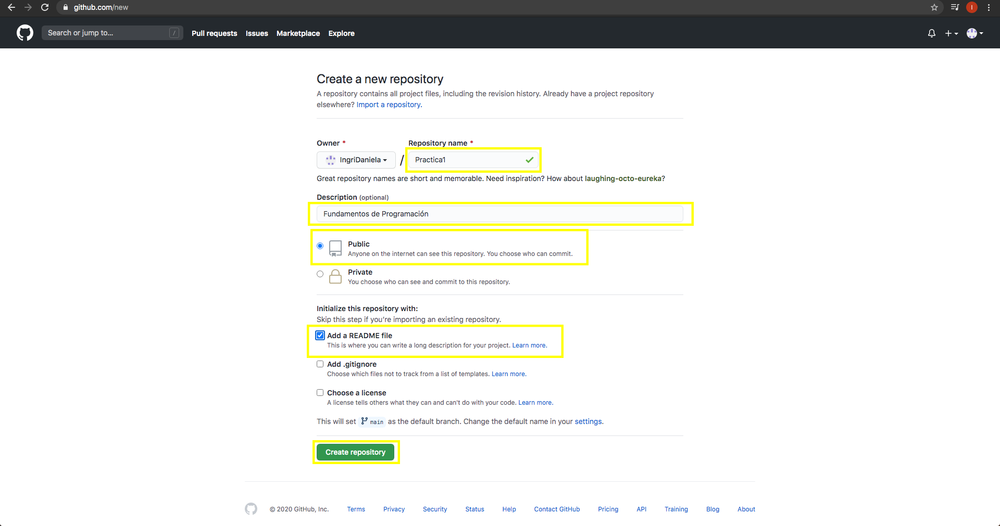 github.com/new
I
Search or jump to...
/
Pull requests
Issues
Marketplace
Explore
Create a new repository
A repository contains all project files, including the revision history. Already have a project repository
elsewhere? Import a repository.
Owner *
Repository name *
IngriDaniela
/
Practica1
Great repository names are short and memorable. Need inspiration? How about laughing-octo-eureka?
Description (optional)
Fundamentos de Programación
Public
Anyone on the internet can see this repository. You choose who can commit.
Private
You choose who can see and commit to this repository.
Initialize this repository with:
Skip this step if you're importing an existing repository.
Add a README file
This is where you can write a long description for your project. Learn more.
Add .gitignore
Choose which files not to track from a list of templates. Learn more.
Choose a license
A license tells others what they can and can't do with your code. Learn more.
This will set main as the default branch. Change the default name in your settings.
Create repository
© 2020 GitHub, Inc.
Terms
Privacy
Security
Status
Help
Contact GitHub
Pricing
API
Training
Blog
About